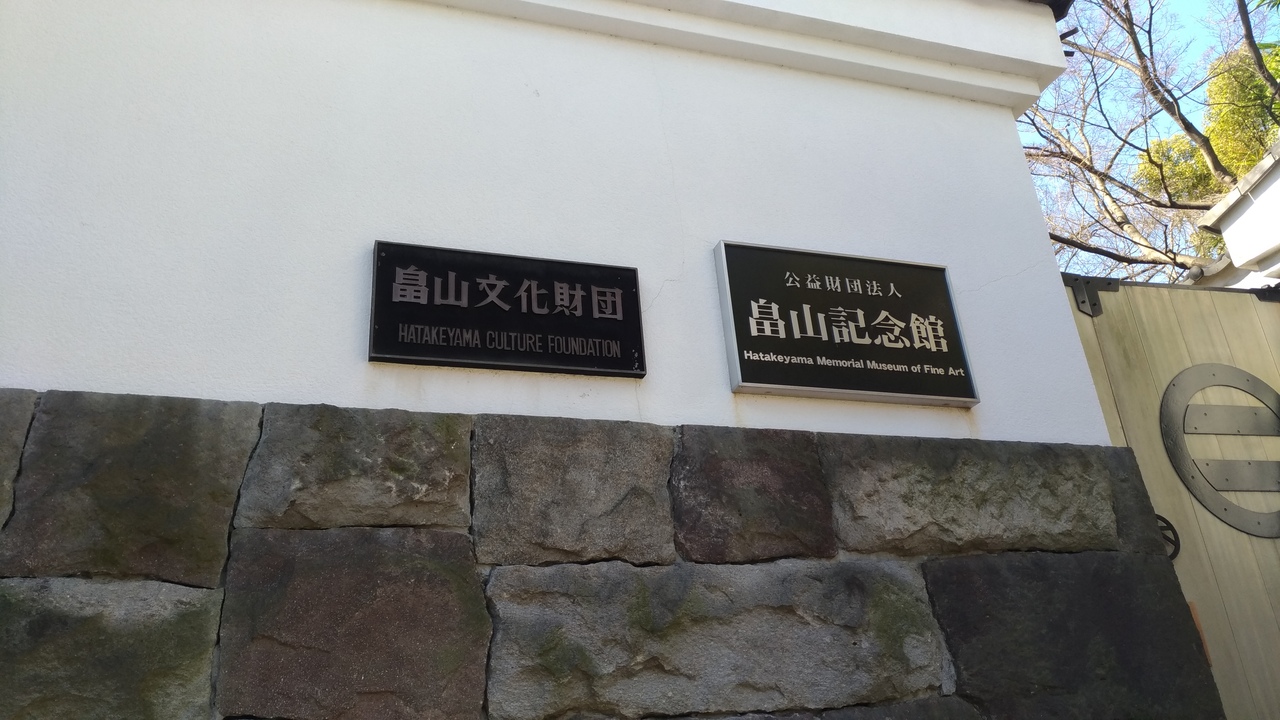 畠山文化財団
HATAKEYAMA CULTURE FOUNDATION
公益財団法人
畠山記念館
Hatakeyama Memorial Museum of Fine Art